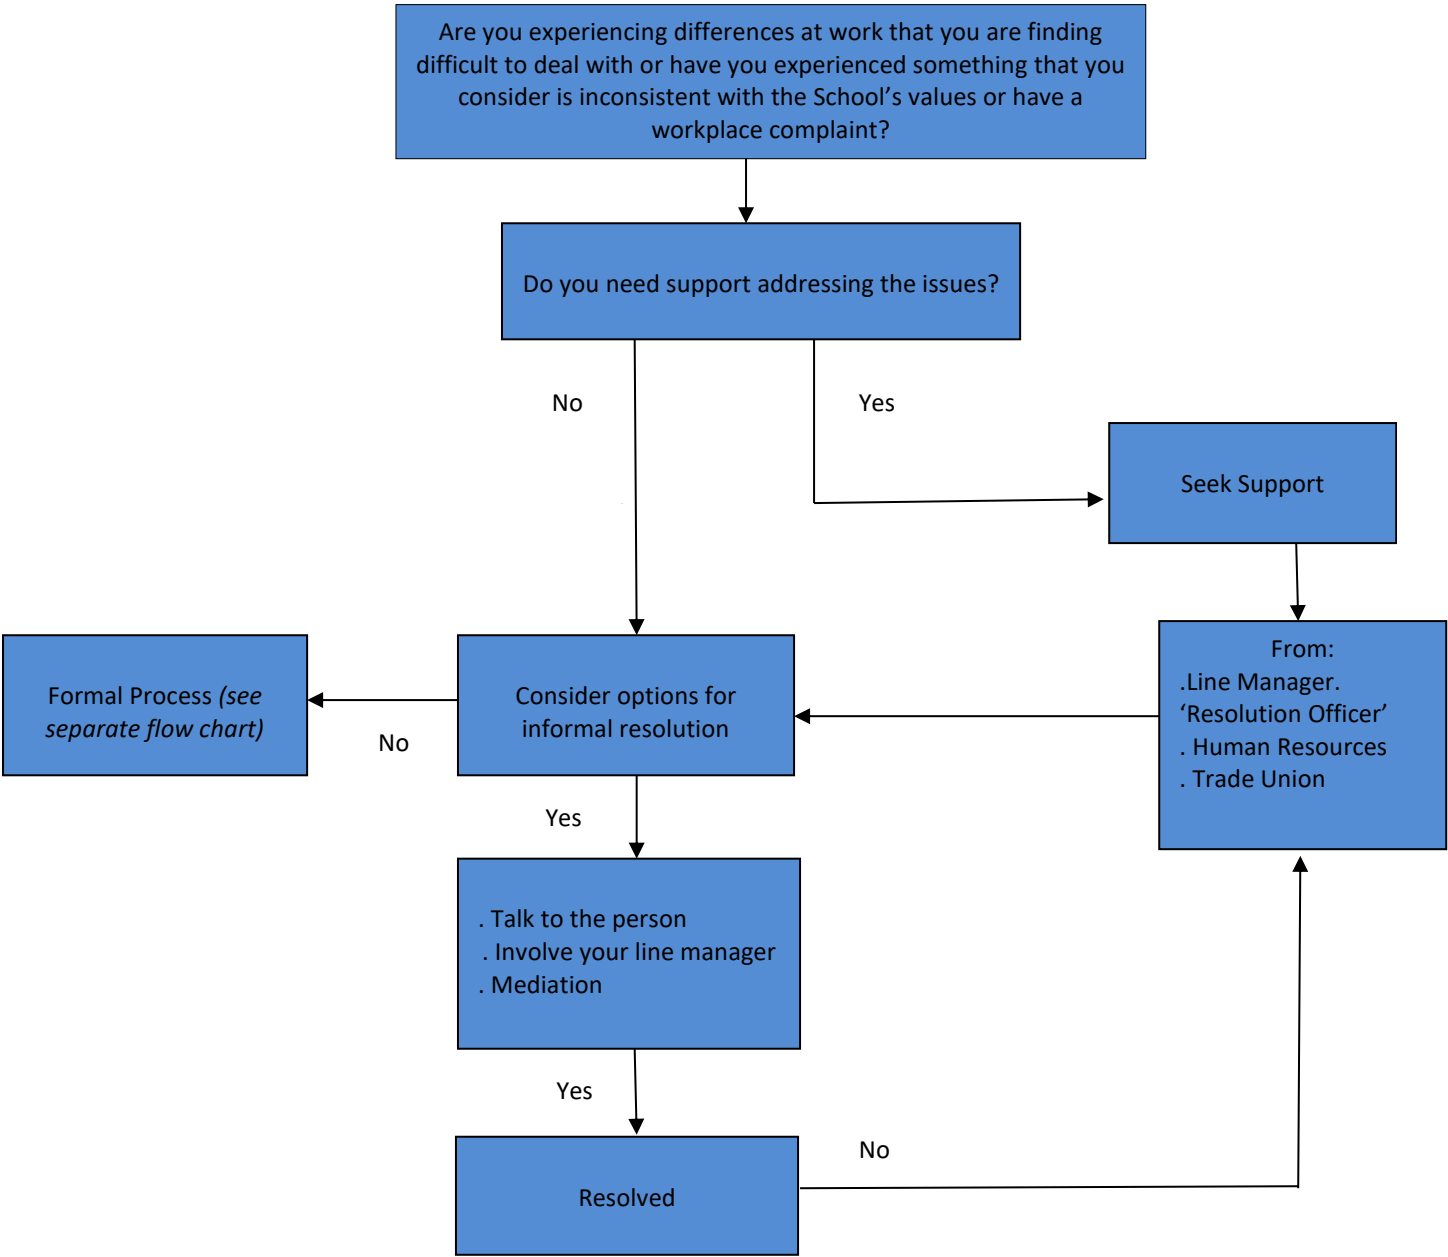 Are you experiencing differences at work that you are finding
difficult to deal with or have you experienced something that you
consider is inconsistent with the School’s values or have a
workplace complaint?
Do you need support addressing the issues?
No
Yes
Seek Support
From:
.Line Manager.
‘Resolution Officer’
. Human Resources
. Trade Union
Consider options for
informal resolution
No
Formal Process (see
separate flow chart)
Yes
. Talk to the person
. Involve your line manager
. Mediation
Yes
Resolved
No